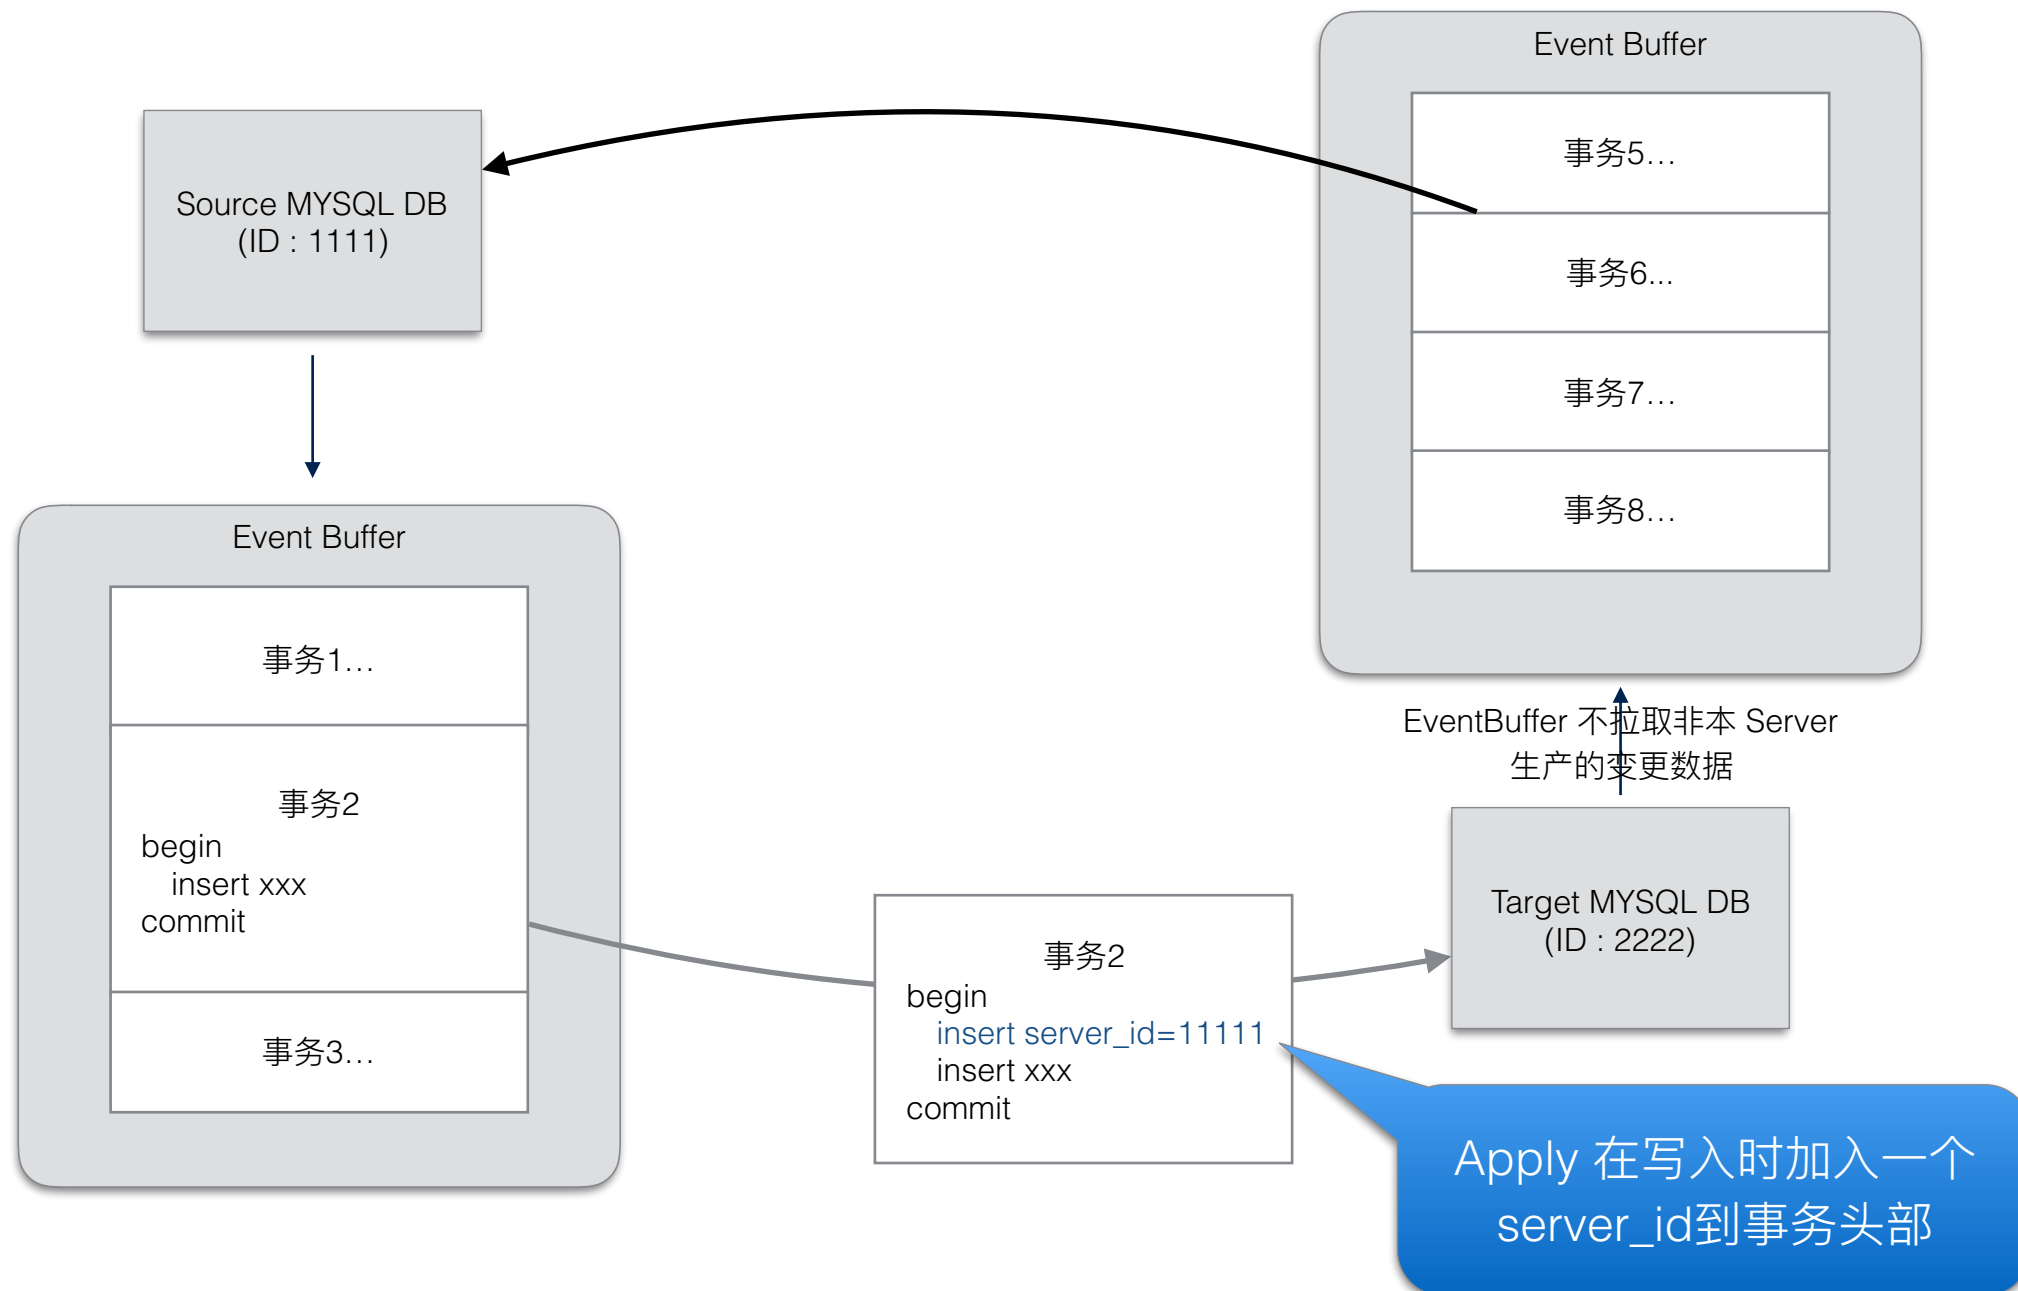 Event Buffer
事务5…
事务6...
事务7…
事务8…
Source MYSQL DB
(ID : 1111)
Event Buffer
事务1…
事务2
begin
insert xxx
commit
事务3…
事务2
begin
insert server_id=11111
insert xxx
commit
EventBuffer 不拉取非本 Server
生产的变更数据
Target MYSQL DB
(ID : 2222)
Apply 在写入时加入一个
server_id到事务头部